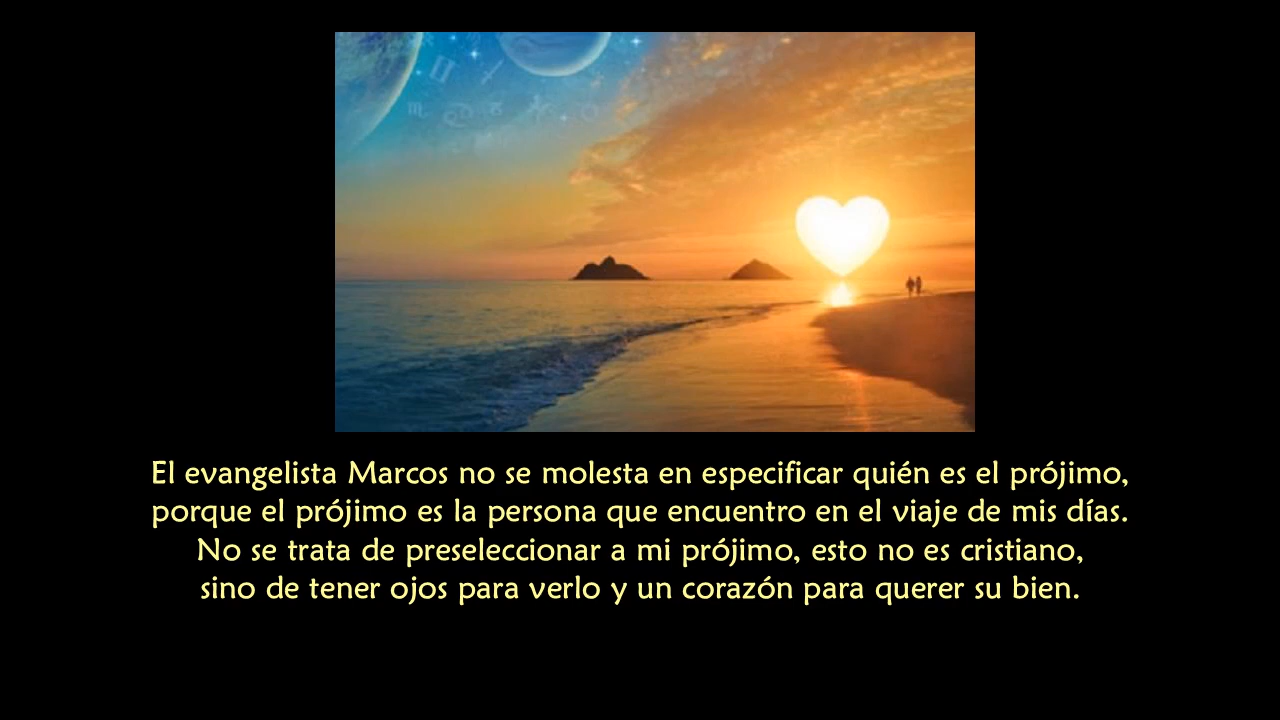 El evangelista Marcos no se molesta en especificar quién es el prójimo,
porque el prójimo es la persona que encuentro en el viaje de mis días.
No se trata de preseleccionar a mi prójimo, esto no es cristiano,
sino de tener ojos para verlo y un corazón para querer su bien.